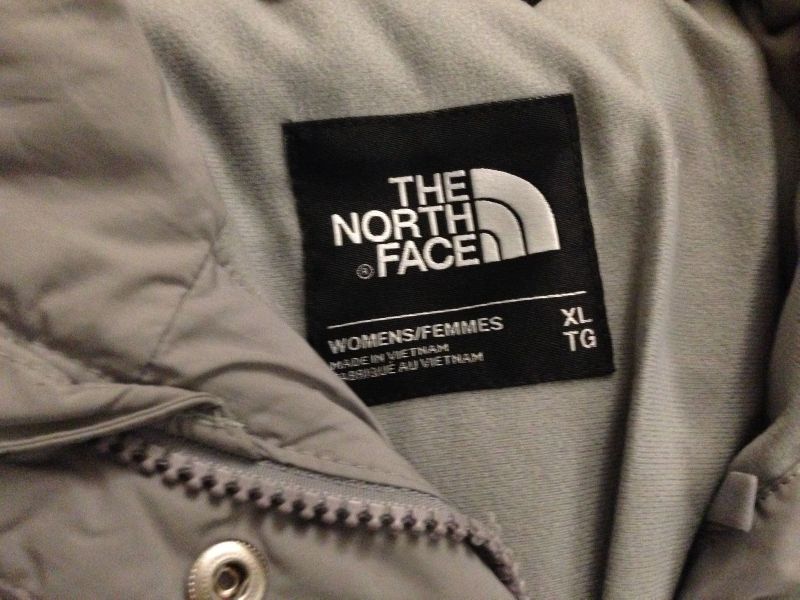 THE
NORTH
FACE
®
WOMENS/FEMMES
MADE IN VIETNAM
FABRIQUÉ AU VIETNAM
XL
TG